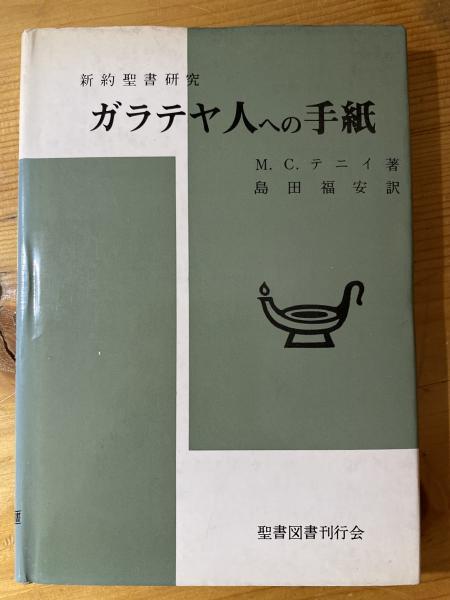 新約聖書研究
ガラテヤ人への手紙
M. C. テニイ著
島田福安訳
聖書図書刊行会